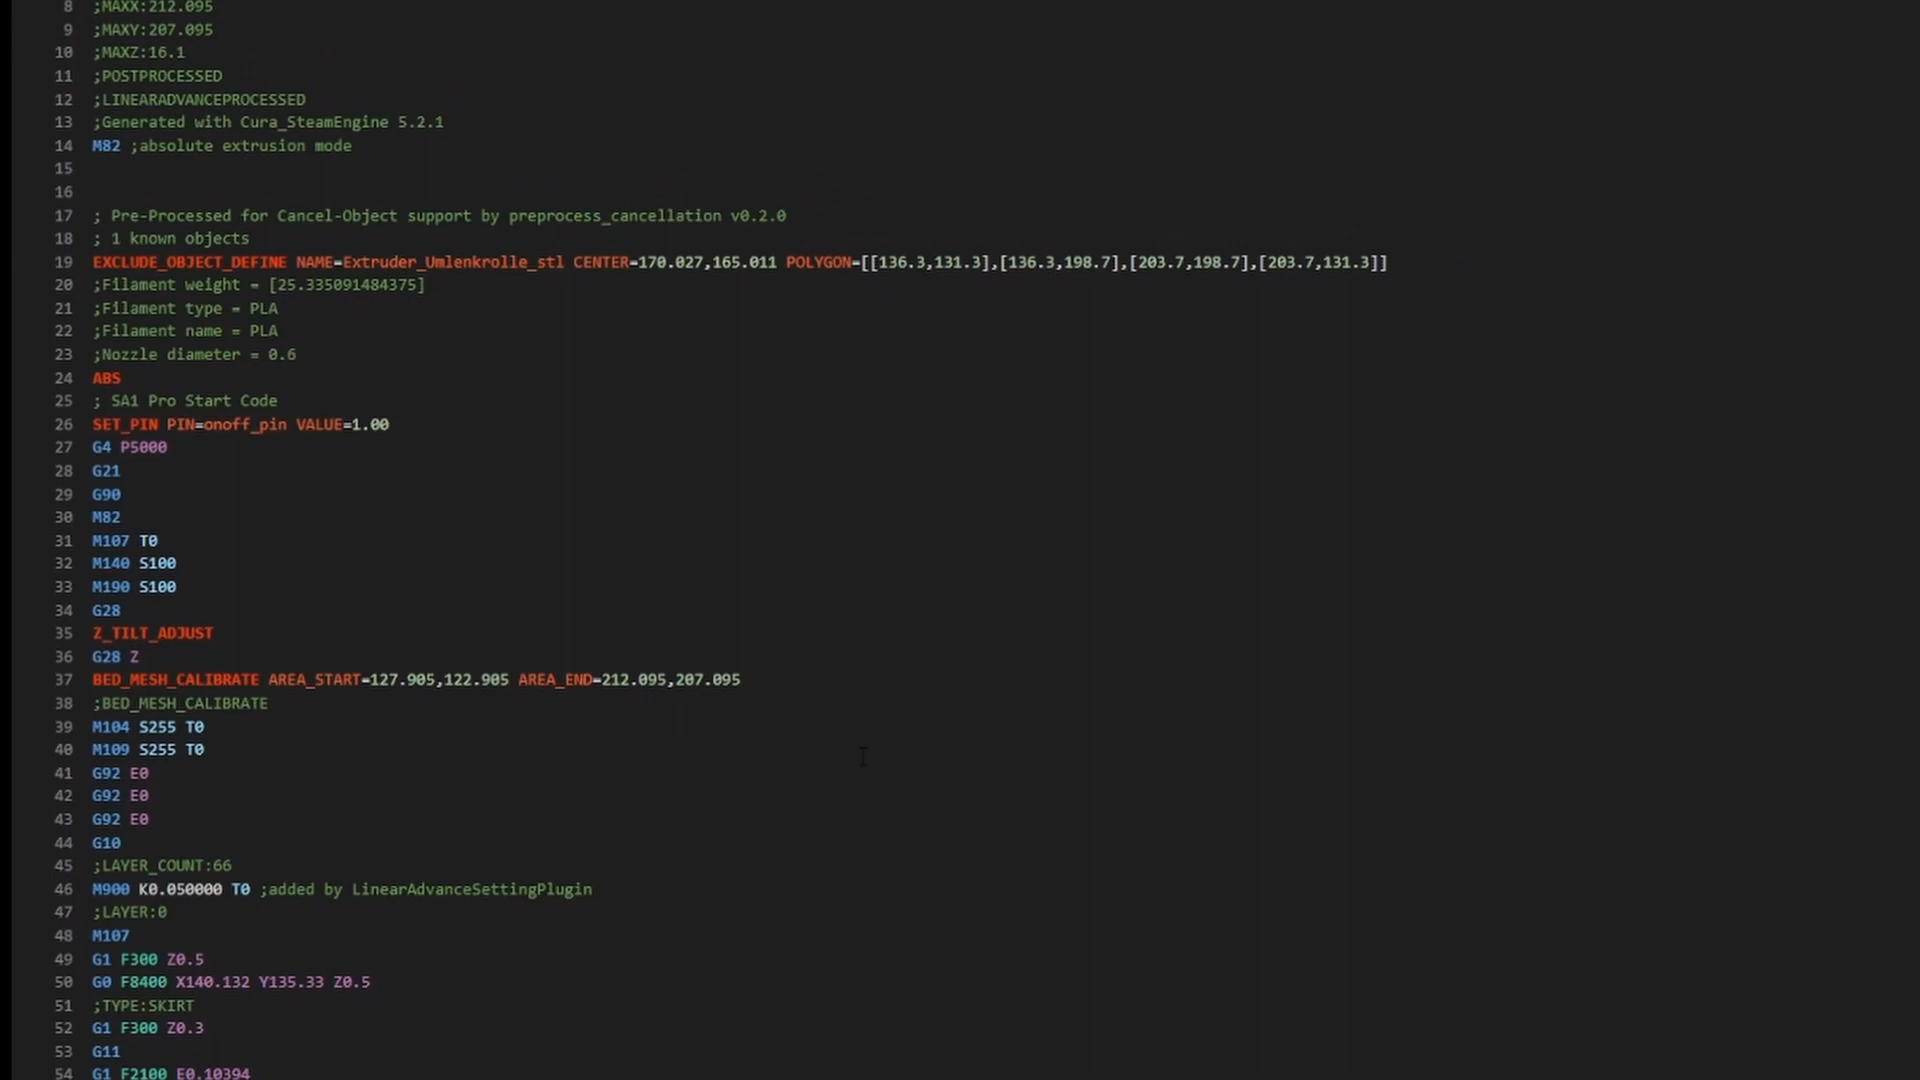 8 ;MAXX:212.095
9 ;MAXY:207.095
10 ;MAXZ:16.1
11 ;POSTPROCESSED
12 ;LINEARADVANCEPROCESSED
13 ;Generated with Cura_SteamEngine 5.2.1
14 M82 ;absolute extrusion mode
15
16
17 ; Pre-Processed for Cancel-Object support by preprocess_cancellation v0.2.0
18 ; 1 known objects
19 EXCLUDE_OBJECT_DEFINE NAME=Extruder_Umlenkrolle_stl CENTER=170.027,165.011 POLYGON=[[136.3,131.3],[136.3,198.7],[203.7,198.7],[203.7,131.3]]
20 ;Filament weight = [25.335091484375]
21 ;Filament type = PLA
22 ;Filament name = PLA
23 ;Nozzle diameter = 0.6
24 ABS
25 ; SA1 Pro Start Code
26 SET_PIN PIN=onoff_pin VALUE=1.00
27 G4 P5000
28 G21
29 G90
30 M82
31 M107 T0
32 M140 S100
33 M190 S100
34 G28
35 Z_TILT_ADJUST
36 G28 Z
37 BED_MESH_CALIBRATE AREA_START=127.905,122.905 AREA_END=212.095,207.095
38 ;BED_MESH_CALIBRATE
39 M104 S255 T0
40 M109 S255 T0
41 G92 E0
42 G92 E0
43 G92 E0
44 G10
45 ;LAYER_COUNT:66
46 M900 K0.050000 T0 ;added by LinearAdvanceSettingPlugin
47 ;LAYER:0
48 M107
49 G1 F300 Z0.5
50 G0 F8400 X140.132 Y135.33 Z0.5
51 ;TYPE:SKIRT
52 G1 F300 Z0.3
53 G11
54 G1 F2100 E0.10394